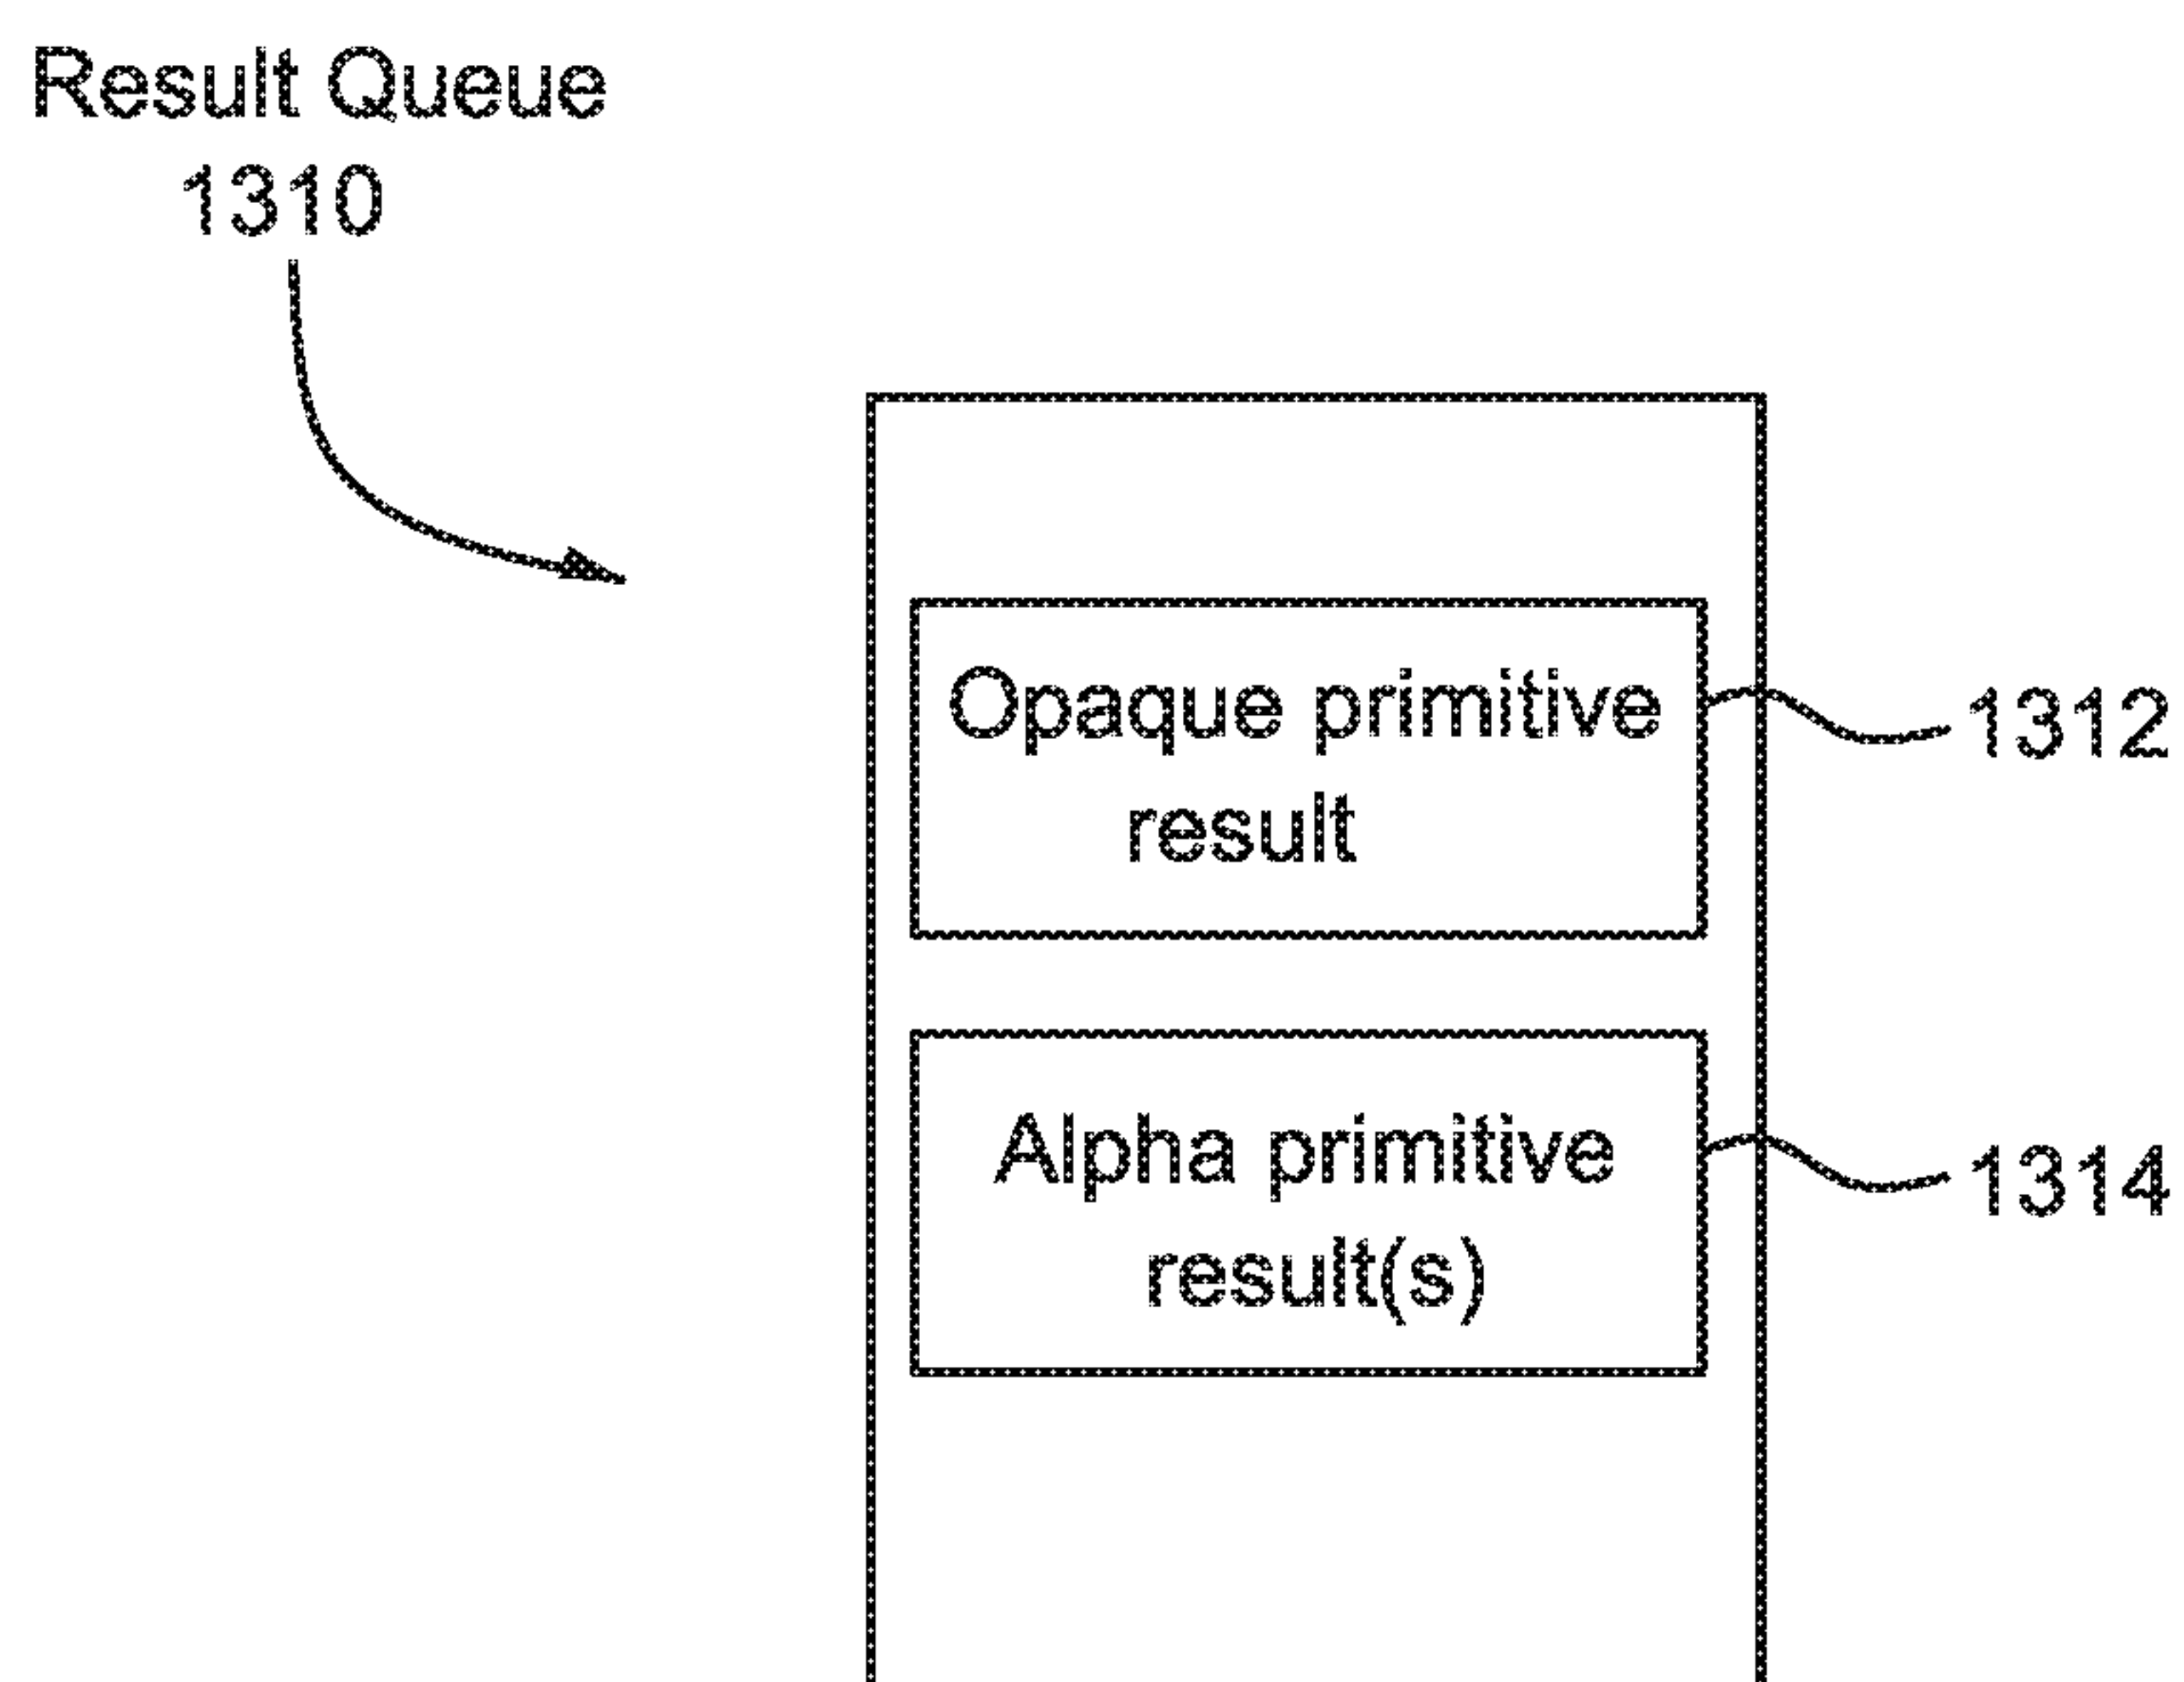 Result Queue
1310
Opaque primitive
result
1312
Alpha primitive
result(s)
1314